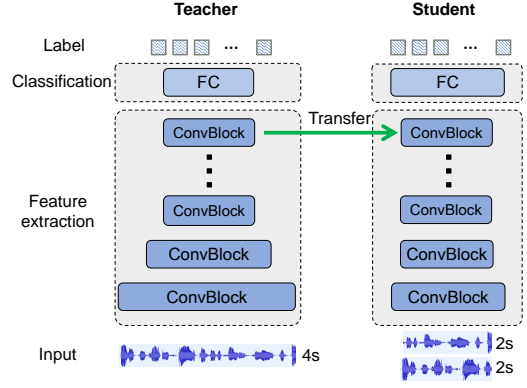 Teacher Student
Label ... ...
Classification FC FC
Transfer
ConvBlock ConvBlock
Feature
extraction
ConvBlock ConvBlock
ConvBlock ConvBlock
ConvBlock ConvBlock
Input 4s 2s
2s